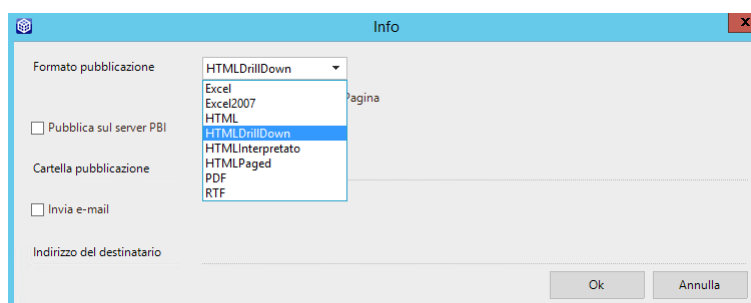 Info
x
Formato pubblicazione
HTMLDrillDown
Excel
Excel2007
Pagina
HTML
Pubblica sul server PBI
HTMLDrillDown
HTMLInterpretato
Cartella pubblicazione
HTMLPaged
PDF
RTF
Invia e-mail
Indirizzo del destinatario
Ok
Annulla